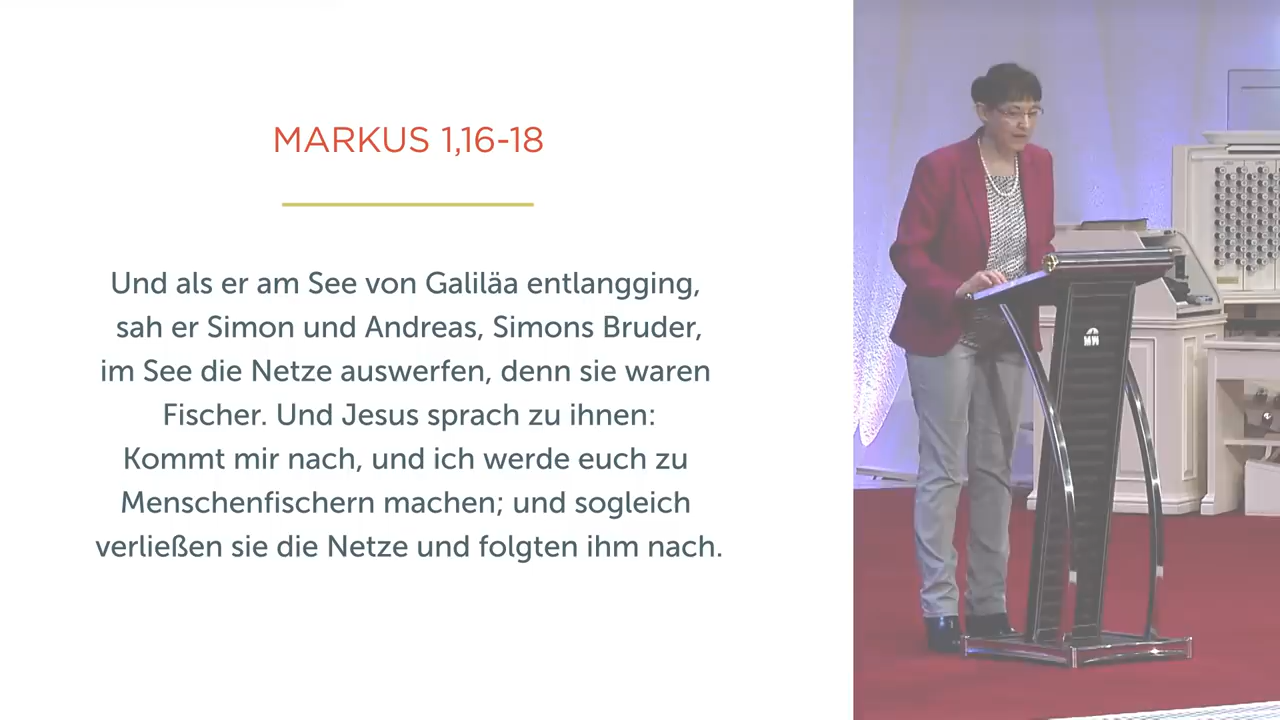 MARKUS 1,16-18
Und als er am See von Galiläa entlangging,
sah er Simon und Andreas, Simons Bruder,
im See die Netze auswerfen, denn sie waren
Fischer. Und Jesus sprach zu ihnen:
Kommt mir nach, und ich werde euch zu
Menschenfischern machen; und sogleich
verließen sie die Netze und folgten ihm nach.